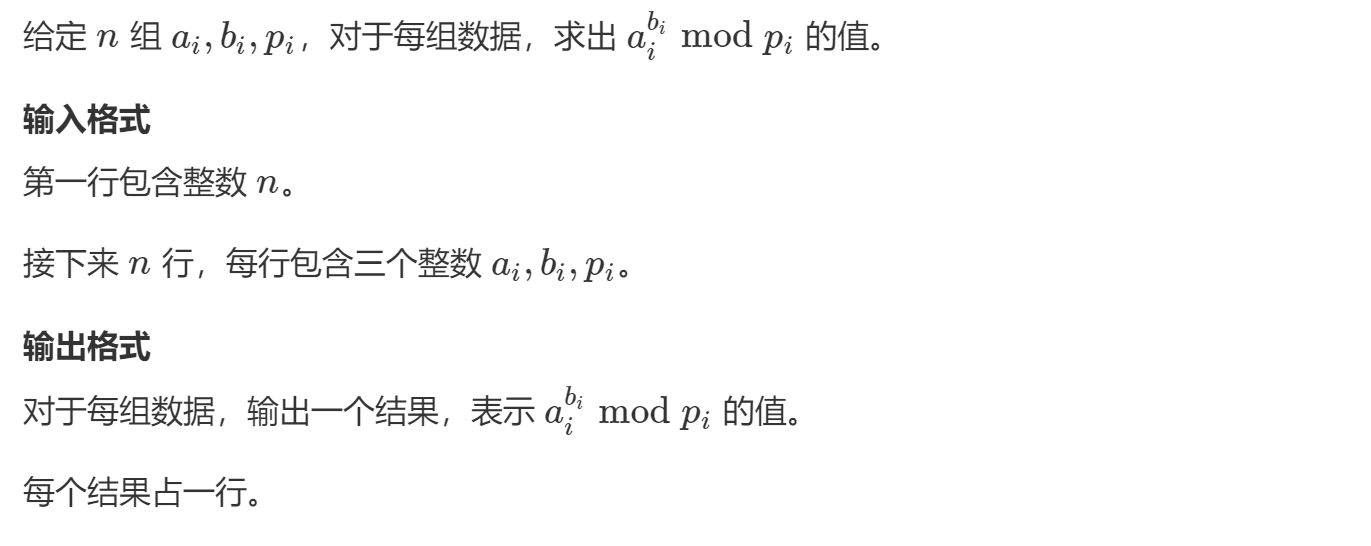 给定 n 组 a_i, b_i, p_i，对于每组数据，求出 a_i^{b_i} mod p_i 的值。
输入格式
第一行包含整数 n。
接下来 n 行，每行包含三个整数 a_i, b_i, p_i。
输出格式
对于每组数据，输出一个结果，表示 a_i^{b_i} mod p_i 的值。
每个结果占一行。